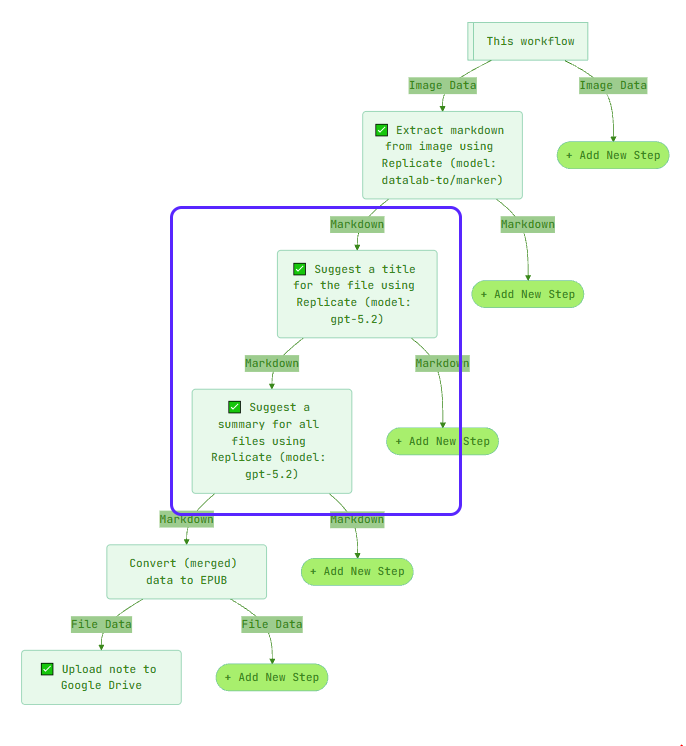 This workflow
Image Data
Image Data
✅ Extract markdown
from image using
Replicate (model:
datalab-to/marker)
+ Add New Step
Markdown
Markdown
✅ Suggest a title
for the file using
Replicate (model:
gpt-5.2)
+ Add New Step
Markdown
Markdown
✅ Suggest a
summary for all
files using
Replicate (model:
gpt-5.2)
+ Add New Step
Markdown
Markdown
Convert (merged)
data to EPUB
+ Add New Step
File Data
File Data
✅ Upload note to
Google Drive
+ Add New Step